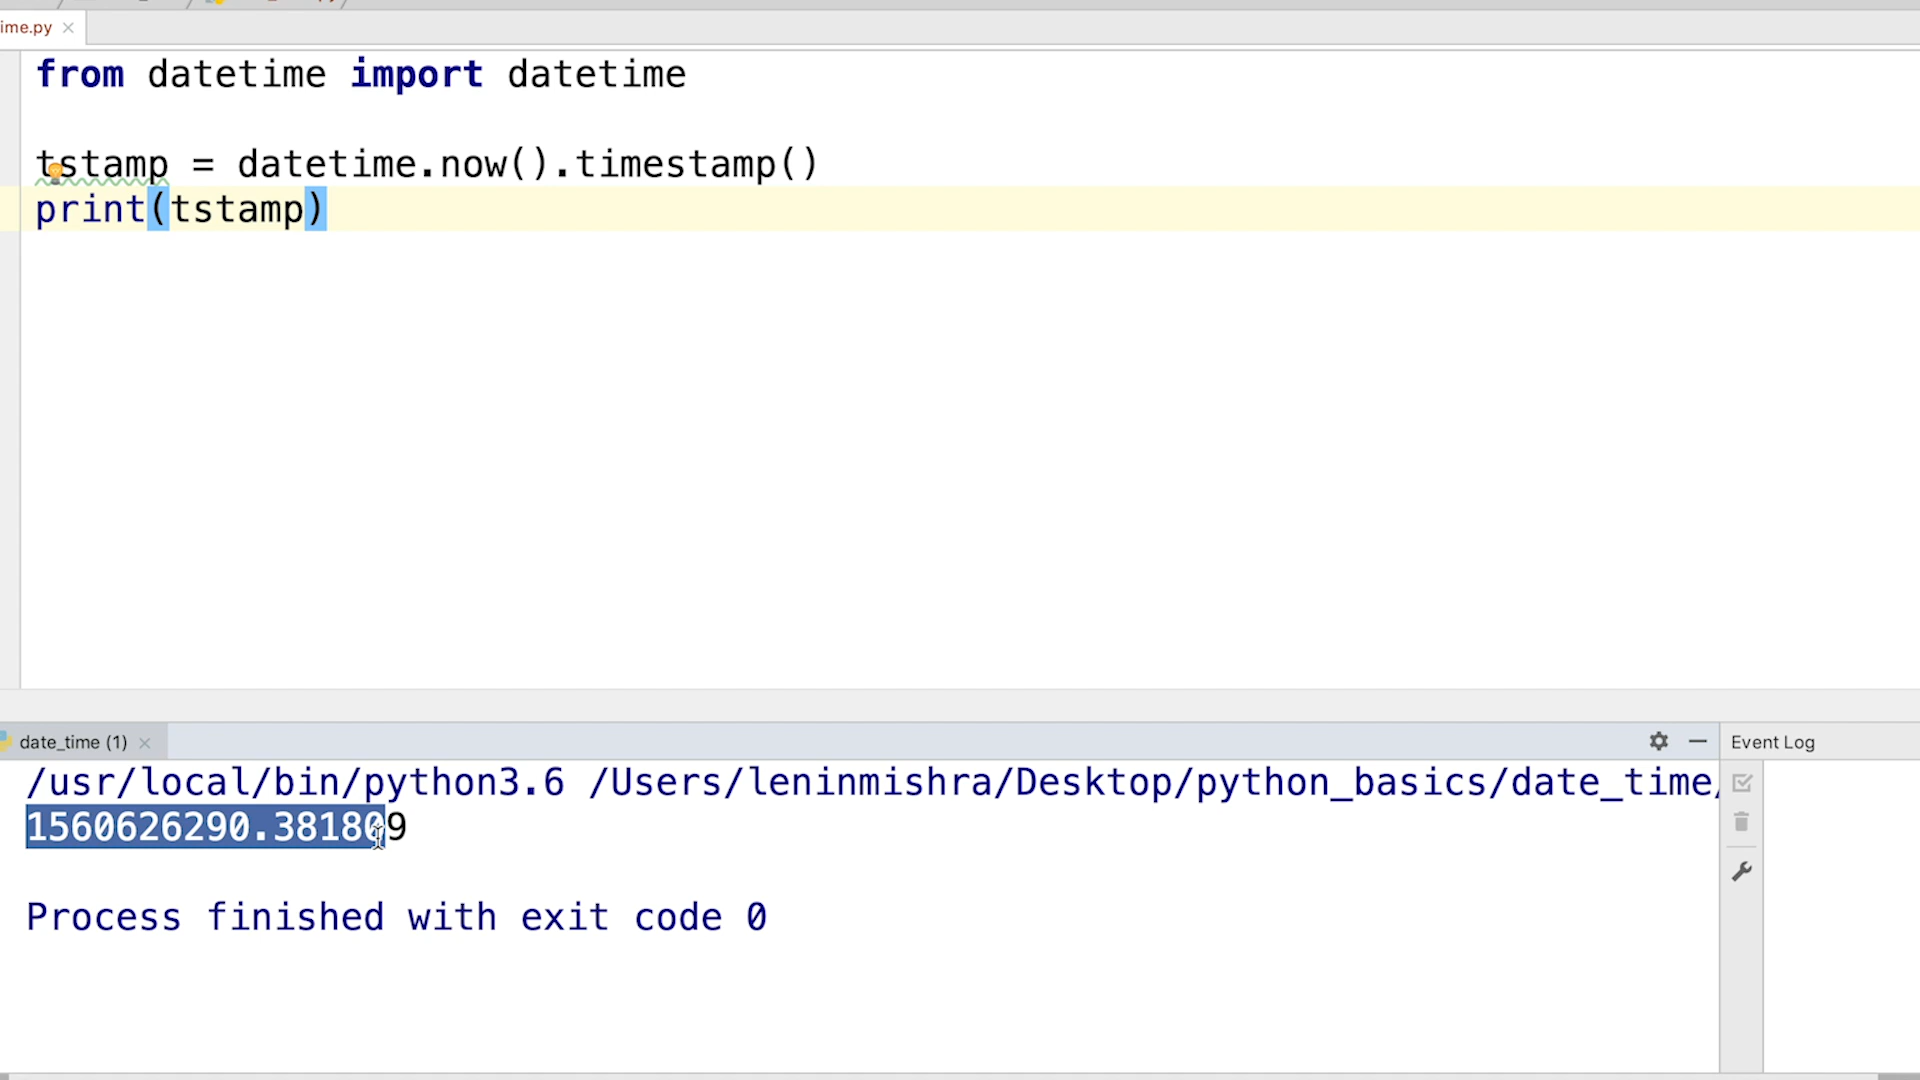 ime.py
from datetime import datetime
tstamp = datetime.now().timestamp()
print(tstamp)
date_time (1)
Event Log
/usr/local/bin/python3.6 /Users/leninmishra/Desktop/python_basics/date_time/
1560626290.381809
Process finished with exit code 0